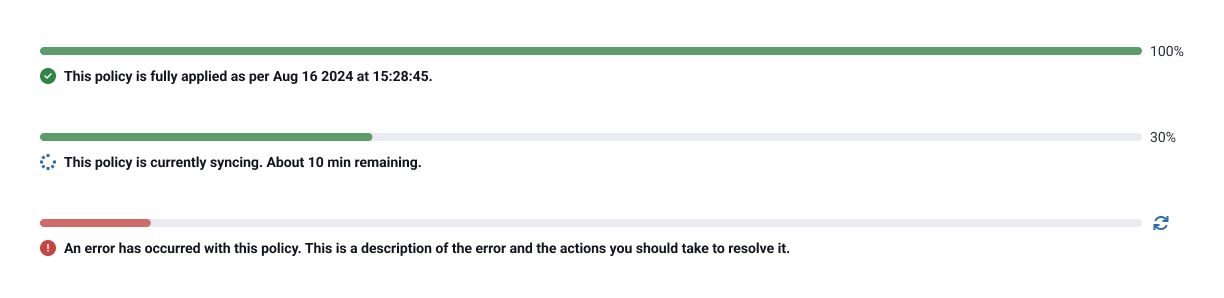 100%
This policy is fully applied as per Aug 16 2024 at 15:28:45.
30%
This policy is currently syncing. About 10 min remaining.
An error has occurred with this policy. This is a description of the error and the actions you should take to resolve it.